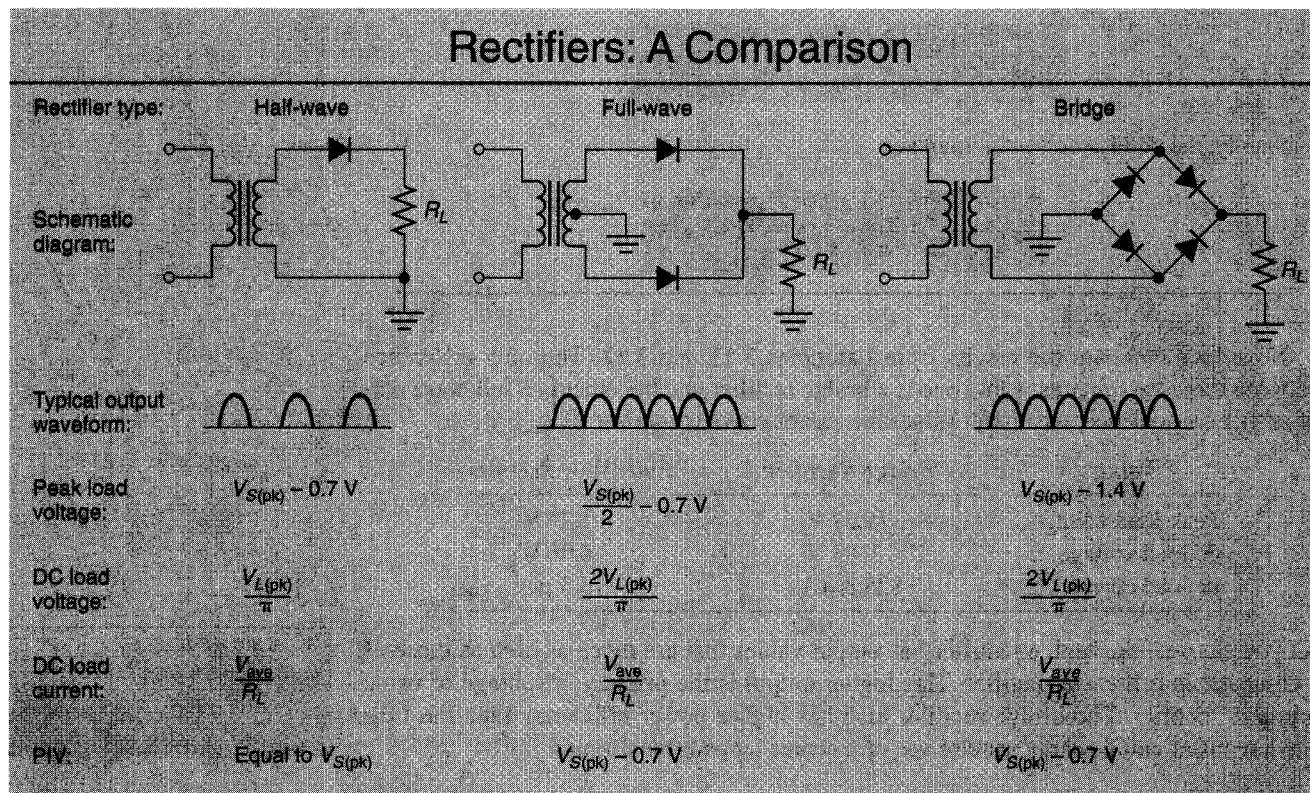 Rectifiers: A Comparison
Rectifier type: Half-wave Full-wave Bridge
Schematic diagram:
R_L
R_L
R_L
Typical output waveform:
Peak load voltage: V_S(pk) – 0.7 V V_S(pk)/2 – 0.7 V V_S(pk) – 1.4 V
DC load voltage: V_L(pk)/π 2V_L(pk)/π 2V_L(pk)/π
DC load current: V_ave/R_L V_ave/R_L V_ave/R_L
PIV: Equal to V_S(pk) V_S(pk) – 0.7 V V_S(pk) – 0.7 V